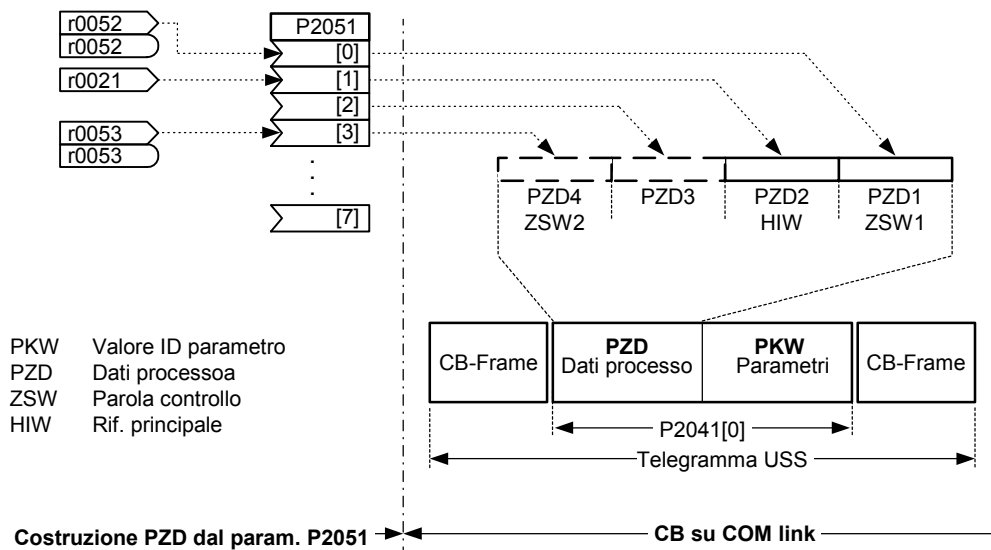 r0052
r0052
r0021
r0053
r0053
P2051
[0]
[1]
[2]
[3]
[7]
PZD4
ZSW2
PZD3
PZD2
HIW
PZD1
ZSW1
PKW Valore ID parametro
PZD Dati processoa
ZSW Parola controllo
HIW Rif. principale
CB-Frame
PZD
Dati processo
PKW
Parametri
CB-Frame
P2041[0]
Telegramma USS
Costruzione PZD dal param. P2051
CB su COM link